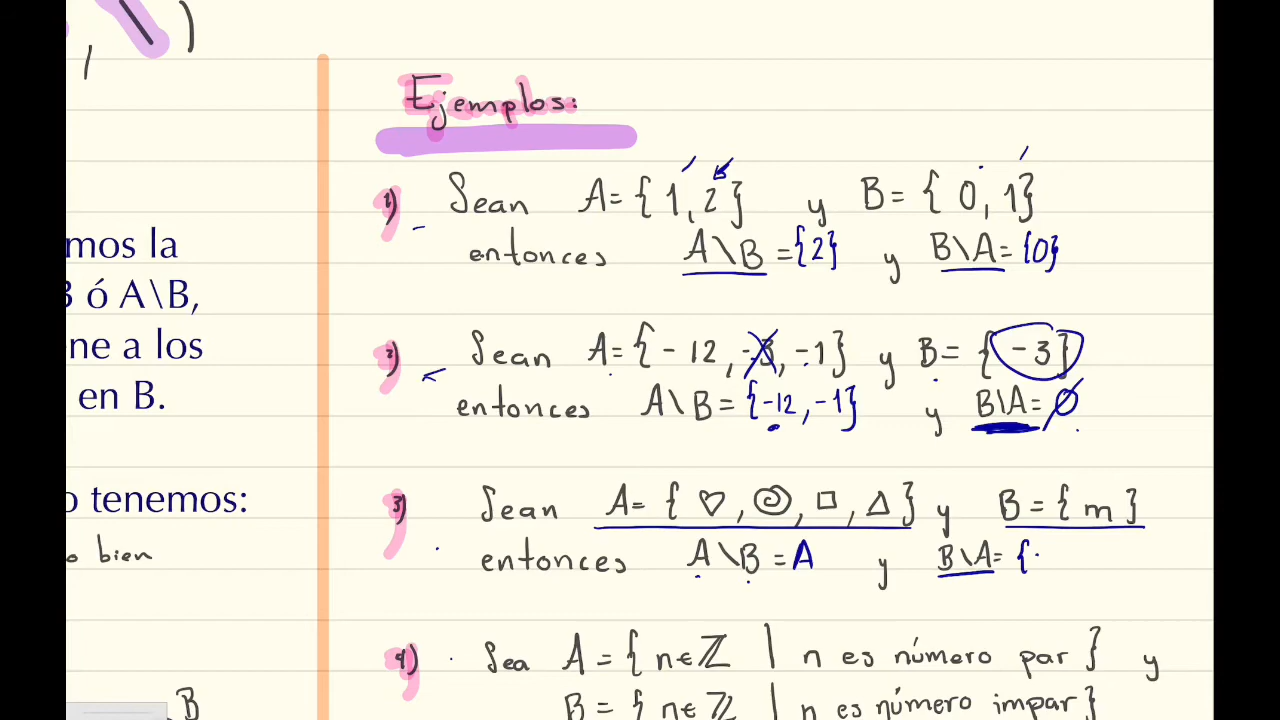 , \ )
mos la
B ó A\B,
ne a los
en B.
o tenemos:
o bien
B
Ejemplos:
1) Sean A = { 1, 2 } y B = { 0, 1 }
entonces A \ B = {2} y B \ A = {0}
2) Sean A = { - 12, -3, -1 } y B = { -3 }
entonces A \ B = {-12, -1} y B \ A = ∅
3) Sean A = { ♡, ꩜, □, △ } y B = { m }
entonces A \ B = A y B \ A = {
4) Sea A = { n ∈ ℤ | n es número par } y
B = { n ∈ ℤ | n es número impar }